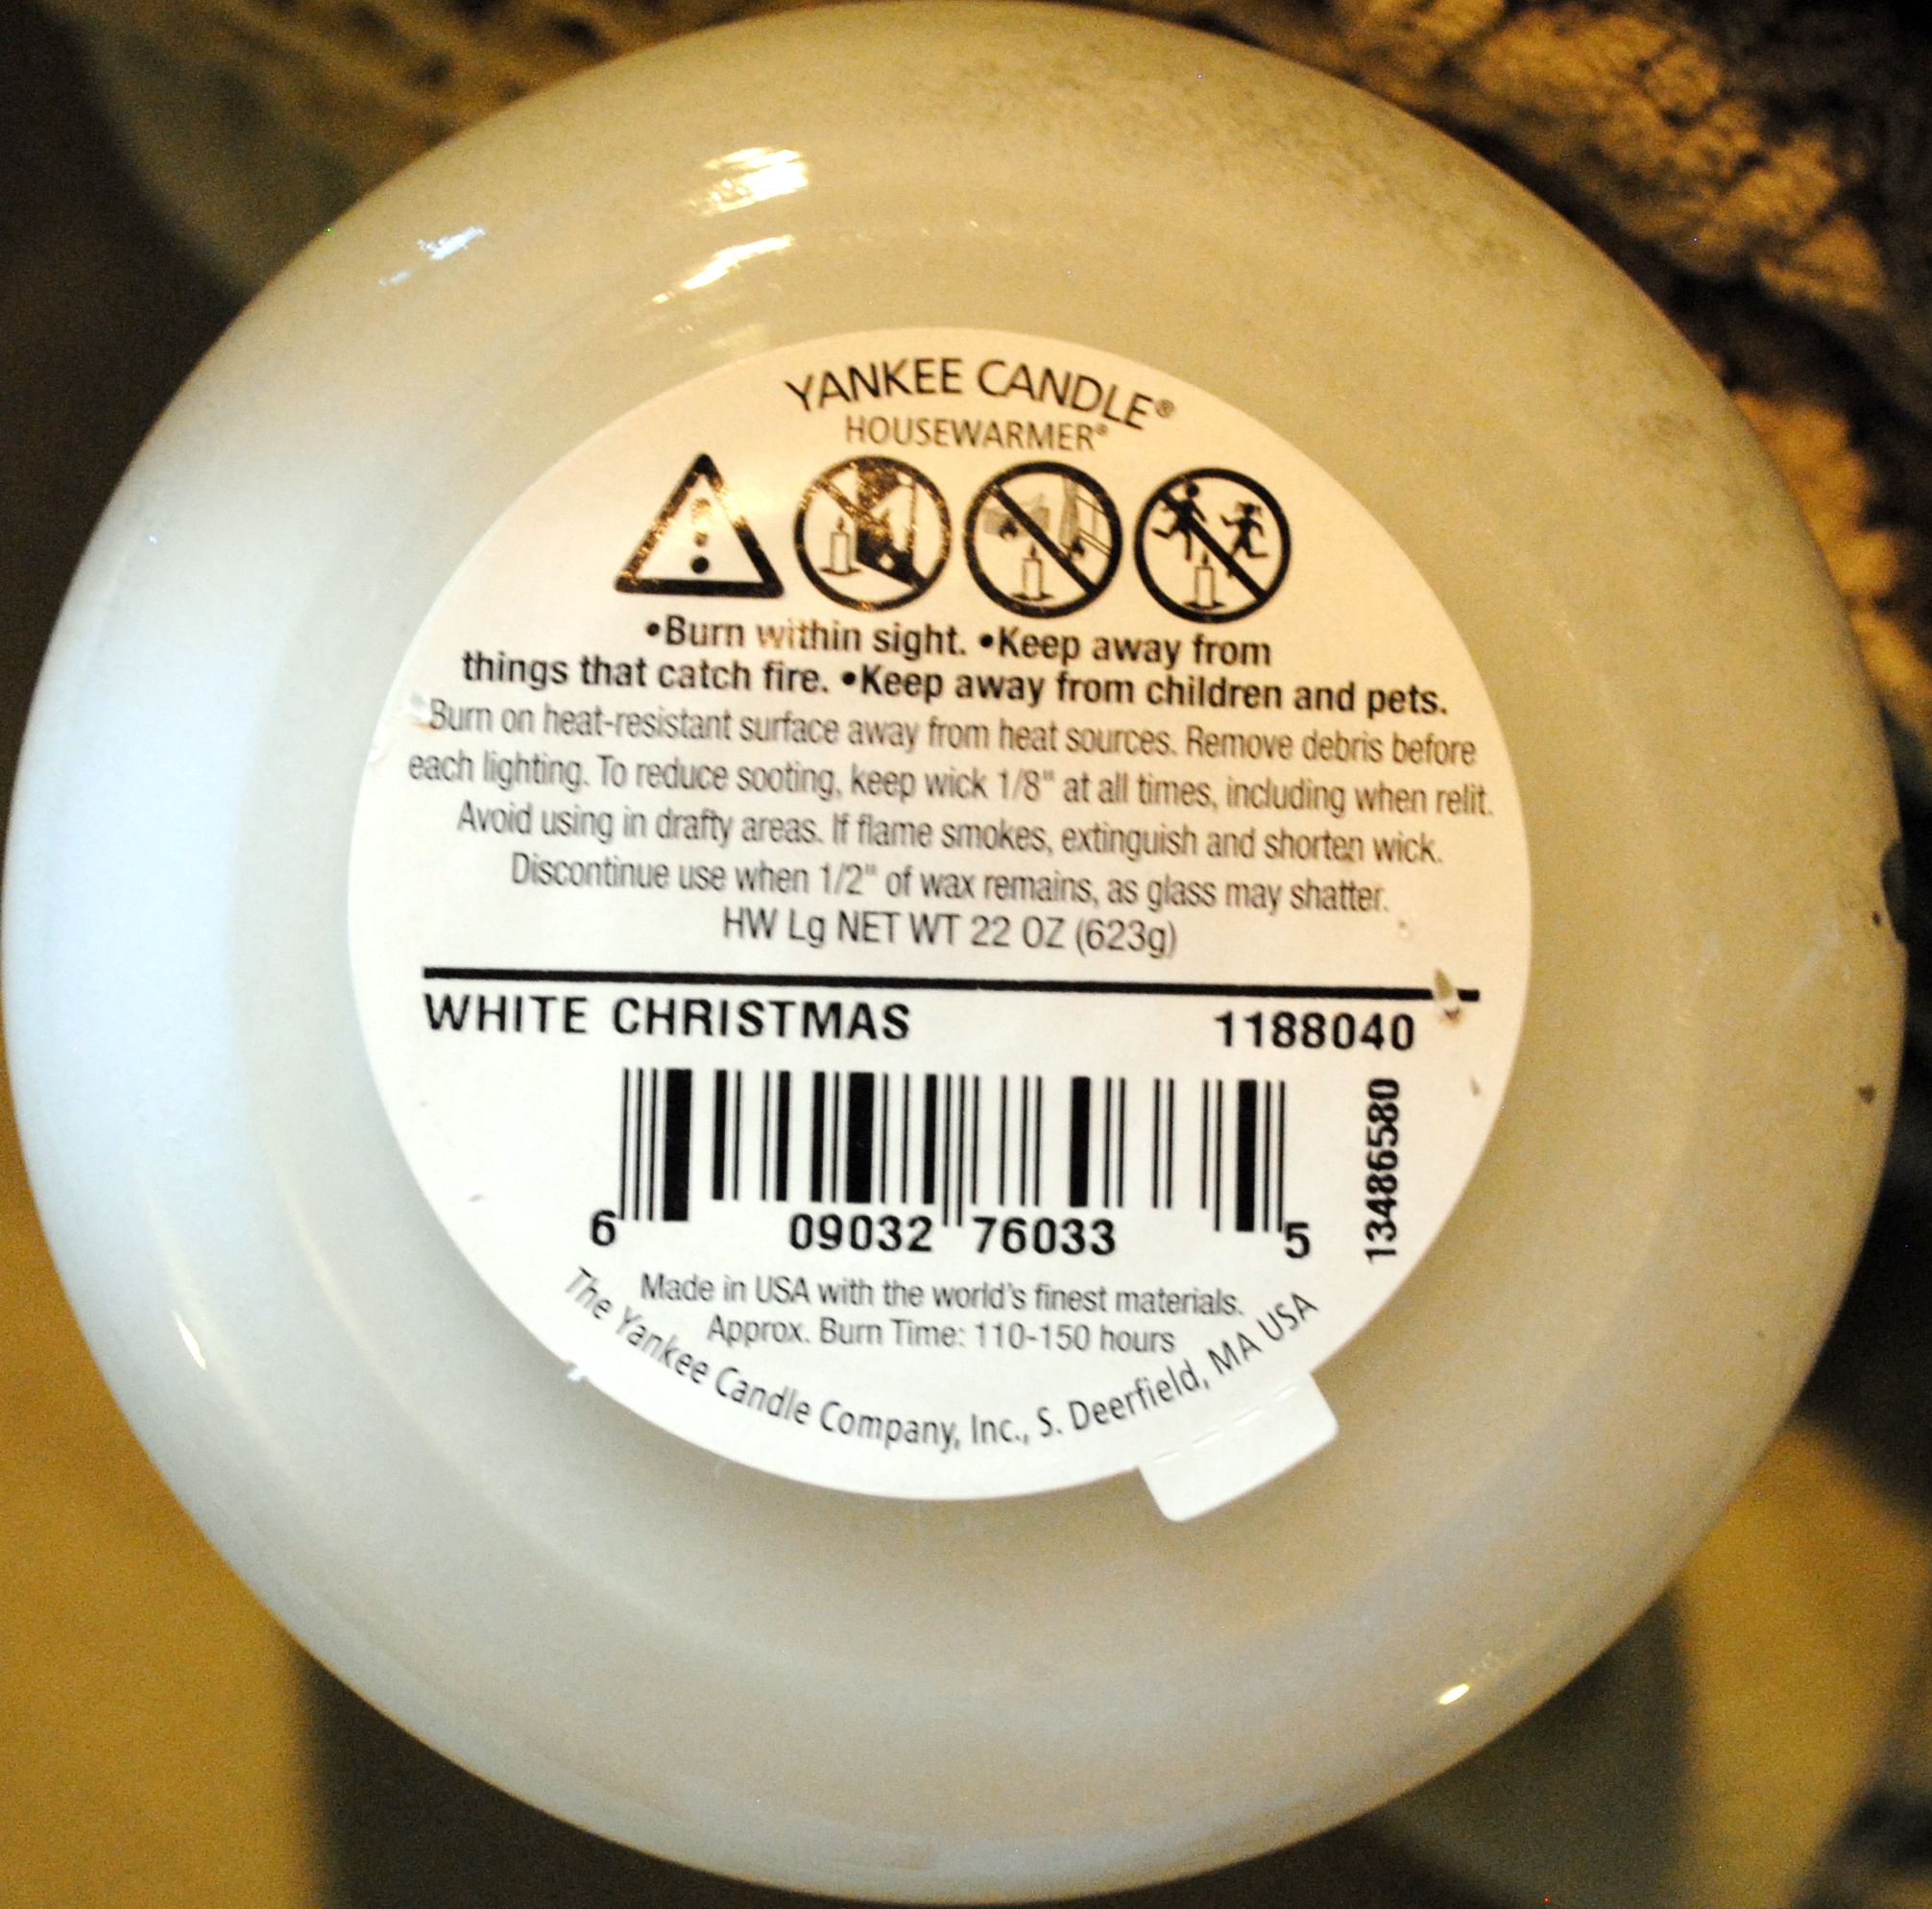 YANKEE CANDLE®
HOUSEWARMER®
•Burn within sight. •Keep away from
things that catch fire. •Keep away from children and pets.
Burn on heat-resistant surface away from heat sources. Remove debris before
each lighting. To reduce sooting, keep wick 1/8" at all times, including when relit.
Avoid using in drafty areas. If flame smokes, extinguish and shorten wick.
Discontinue use when 1/2" of wax remains, as glass may shatter.
HW Lg NET WT 22 OZ (623g)
WHITE CHRISTMAS 1188040
6 09032 76033 5
13486580
Made in USA with the world's finest materials.
Approx. Burn Time: 110-150 hours
The Yankee Candle Company, Inc., S. Deerfield, MA USA